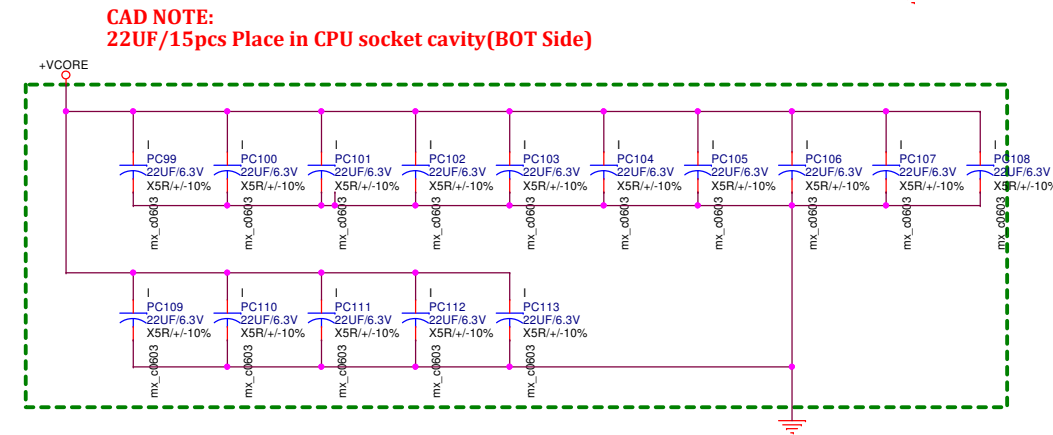 CAD NOTE:
22UF/15pcs Place in CPU socket cavity(BOT Side)
+VCORE
I I I I I I I I I I
PC99 PC100 PC101 PC102 PC103 PC104 PC105 PC106 PC107 PC108
22UF/6.3V 22UF/6.3V 22UF/6.3V 22UF/6.3V 22UF/6.3V 22UF/6.3V 22UF/6.3V 22UF/6.3V 22UF/6.3V 22UF/6.3V
X5R/+/-10% X5R/+/-10% X5R/+/-10% X5R/+/-10% X5R/+/-10% X5R/+/-10% X5R/+/-10% X5R/+/-10% X5R/+/-10% X5R/+/-10%
mx_c0603 mx_c0603 mx_c0603 mx_c0603 mx_c0603 mx_c0603 mx_c0603 mx_c0603 mx_c0603 mx_c0603
I I I I I
PC109 PC110 PC111 PC112 PC113
22UF/6.3V 22UF/6.3V 22UF/6.3V 22UF/6.3V 22UF/6.3V
X5R/+/-10% X5R/+/-10% X5R/+/-10% X5R/+/-10% X5R/+/-10%
mx_c0603 mx_c0603 mx_c0603 mx_c0603 mx_c0603